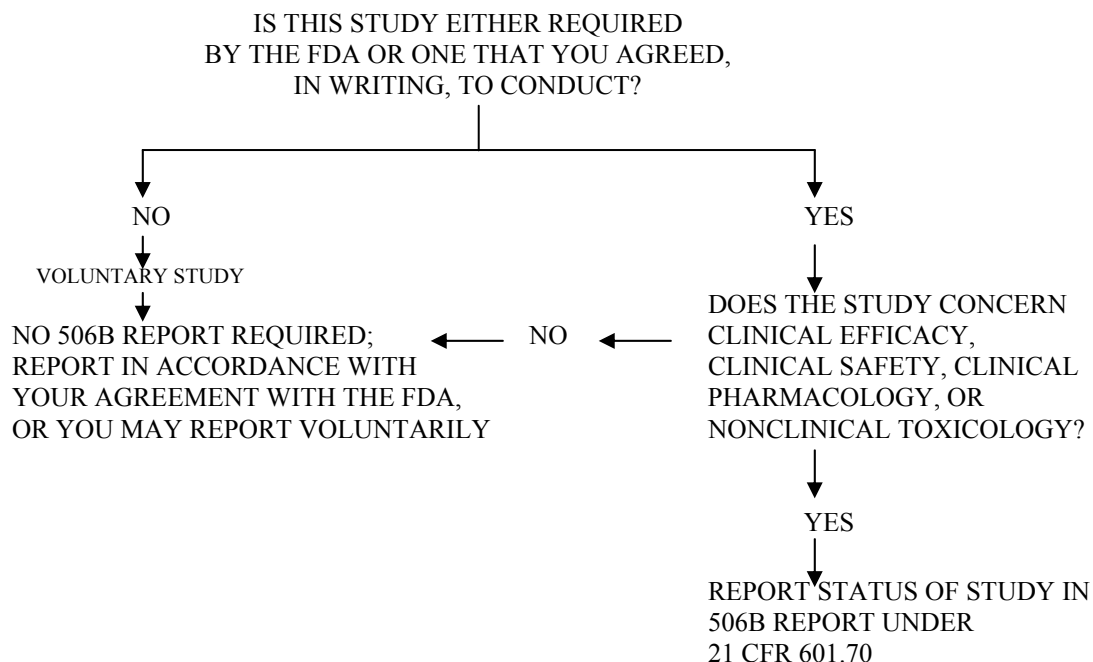 IS THIS STUDY EITHER REQUIRED
BY THE FDA OR ONE THAT YOU AGREED,
IN WRITING, TO CONDUCT?
NO
VOLUNTARY STUDY
NO 506B REPORT REQUIRED;
REPORT IN ACCORDANCE WITH
YOUR AGREEMENT WITH THE FDA,
OR YOU MAY REPORT VOLUNTARILY
NO
YES
DOES THE STUDY CONCERN
CLINICAL EFFICACY,
CLINICAL SAFETY, CLINICAL
PHARMACOLOGY, OR
NONCLINICAL TOXICOLOGY?
YES
REPORT STATUS OF STUDY IN
506B REPORT UNDER
21 CFR 601.70